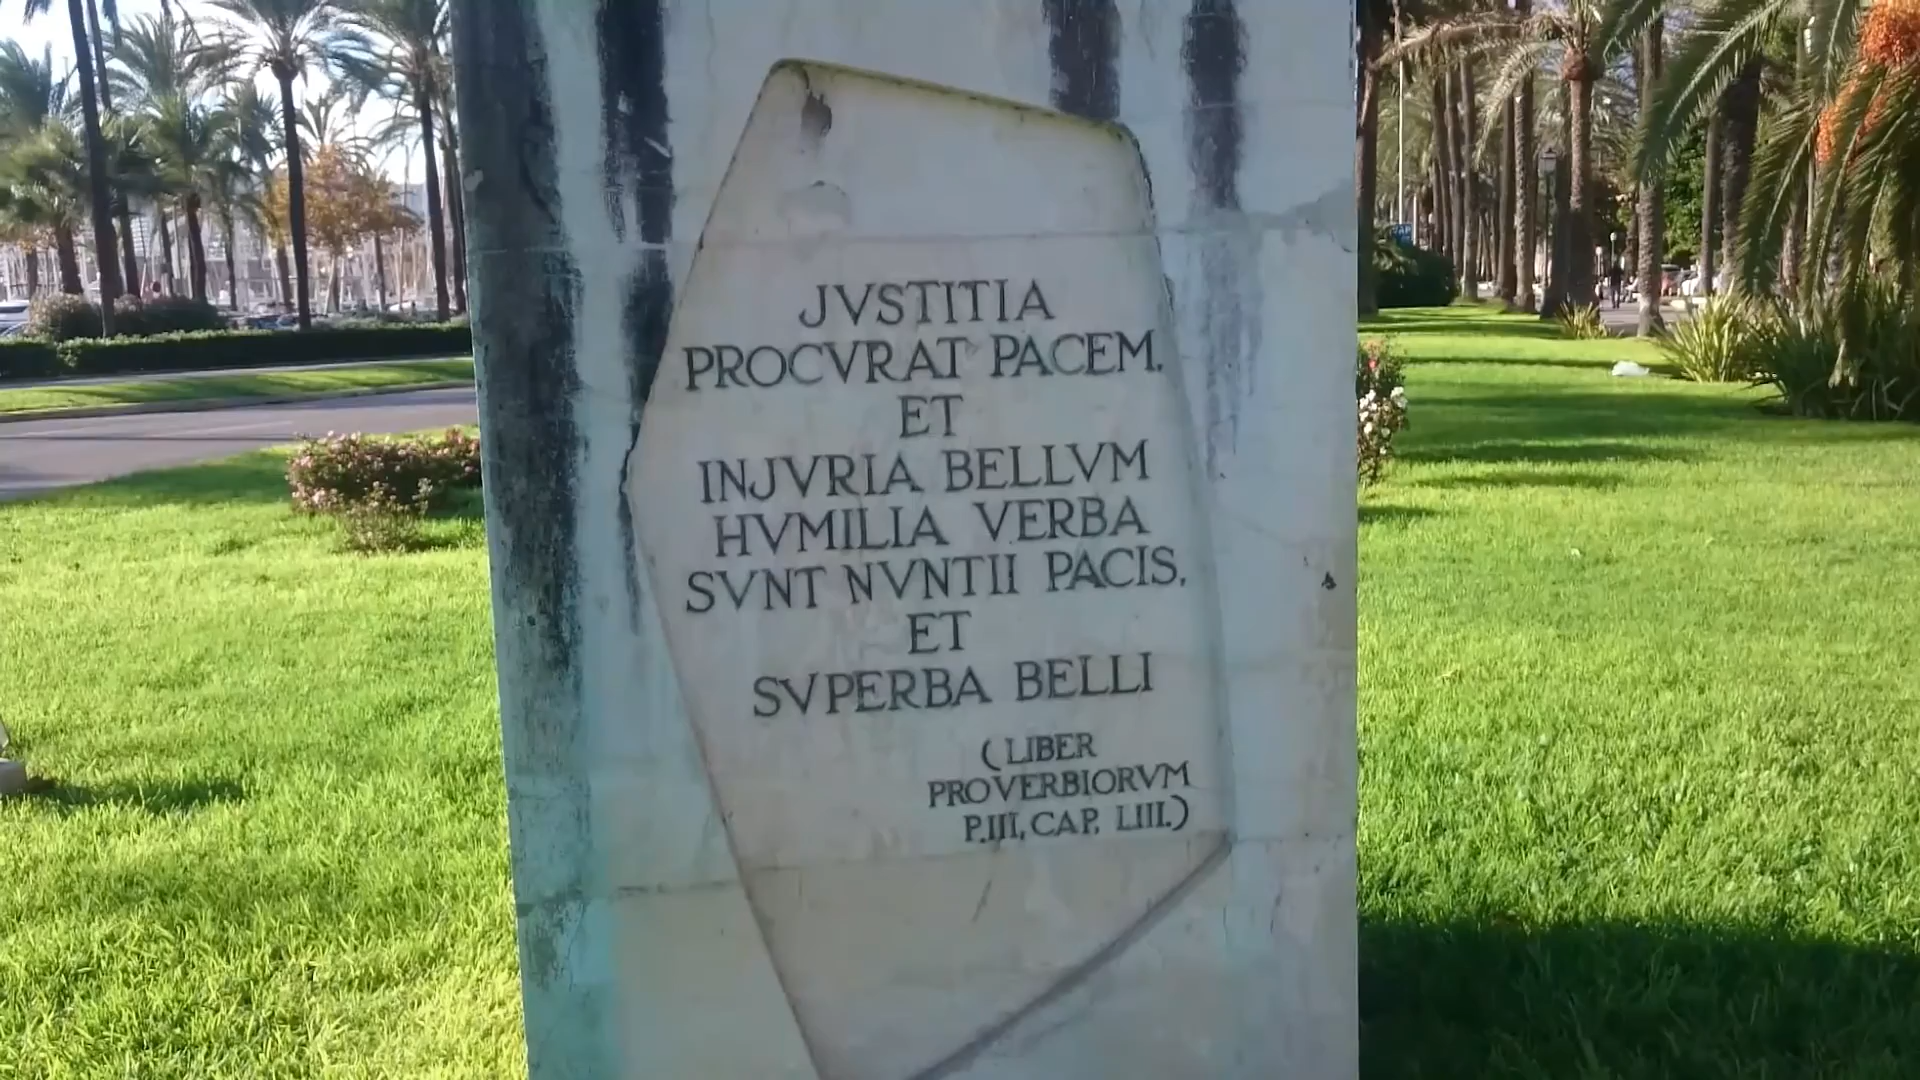 JVSTITIA
PROCVRAT PACEM.
ET
INJVRIA BELLVM
HVMILIA VERBA
SVNT NVNTII PACIS.
ET
SVPERBA BELLI
(LIBER
PROVERBIORVM
P.III, CAP. LIII.)